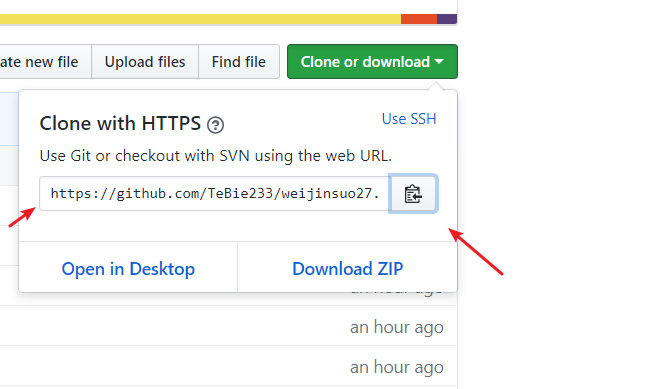 ate new file Upload files Find file Clone or download
Clone with HTTPS Use SSH
Use Git or checkout with SVN using the web URL.
https://github.com/TeBie233/weijinsuo27.
Open in Desktop Download ZIP
an hour ago
an hour ago
an hour ago